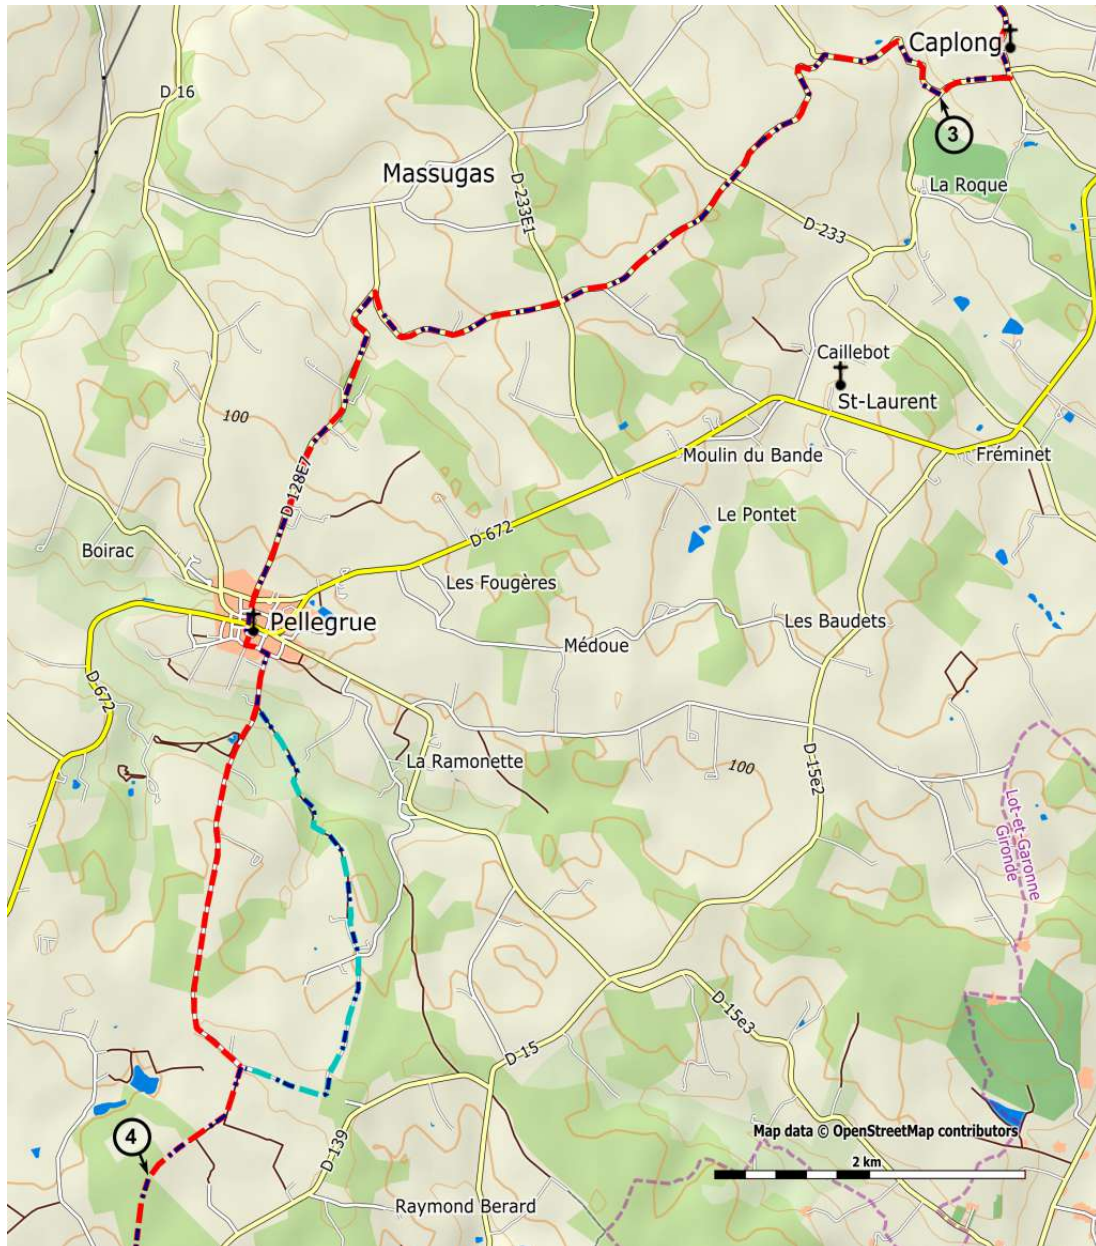 Caplong
D 16
3
Massugas
D 233E1
La Roque
D 233
Caillebot
St-Laurent
100
Moulin du Bande
Fréminet
D 128E7
Le Pontet
D 672
Boirac
Les Fougères
Pellegrue
Les Baudets
Médoue
D 672
La Ramonette
100
D 15e2
Lot-et-Garonne
Gironde
D 15e3
D 15
4
D 139
Map data © OpenStreetMap contributors
2 km
Raymond Berard